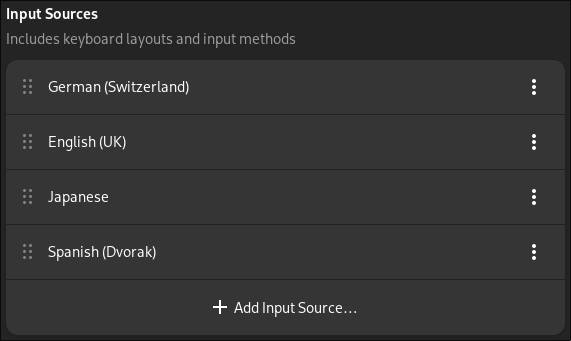 Input Sources
Includes keyboard layouts and input methods
German (Switzerland)
English (UK)
Japanese
Spanish (Dvorak)
Add Input Source…